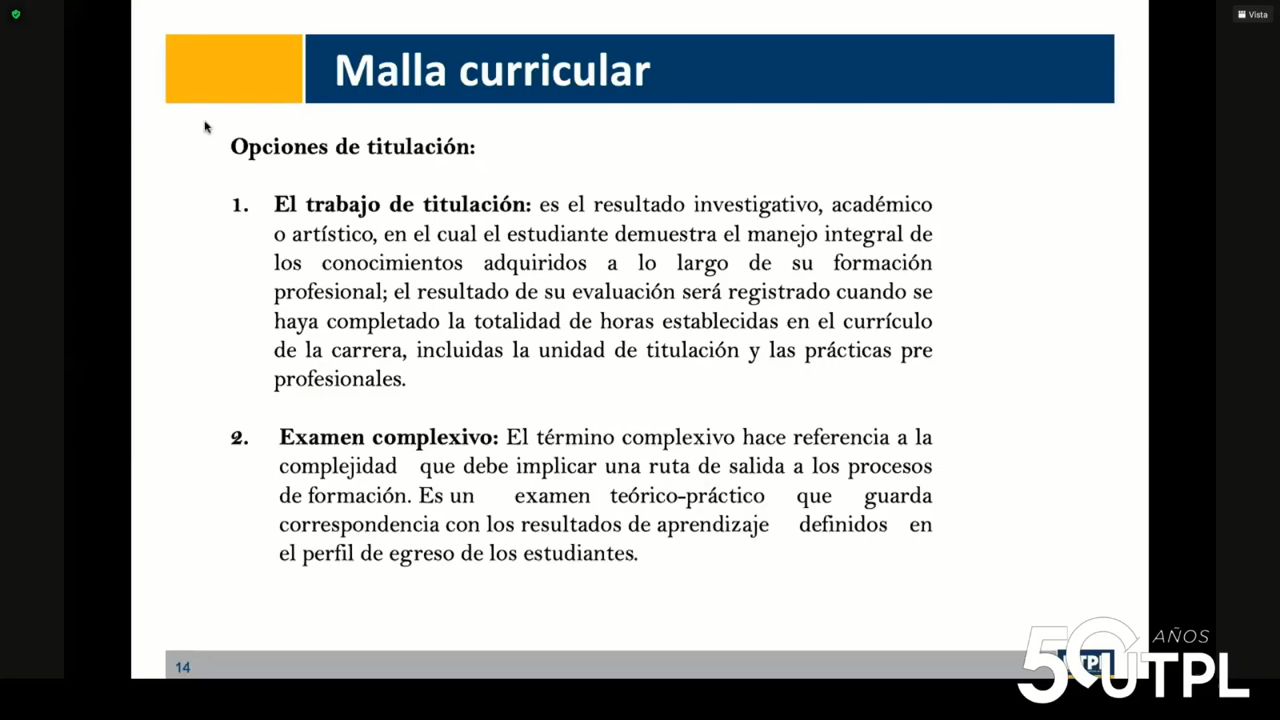 Vista
Malla curricular
Opciones de titulación:
1. El trabajo de titulación: es el resultado investigativo, académico
o artístico, en el cual el estudiante demuestra el manejo integral de
los conocimientos adquiridos a lo largo de su formación
profesional; el resultado de su evaluación será registrado cuando se
haya completado la totalidad de horas establecidas en el currículo
de la carrera, incluidas la unidad de titulación y las prácticas pre
profesionales.
2. Examen complexivo: El término complexivo hace referencia a la
complejidad que debe implicar una ruta de salida a los procesos
de formación. Es un examen teórico-práctico que guarda
correspondencia con los resultados de aprendizaje definidos en
el perfil de egreso de los estudiantes.
14
50 AÑOS
UTPL